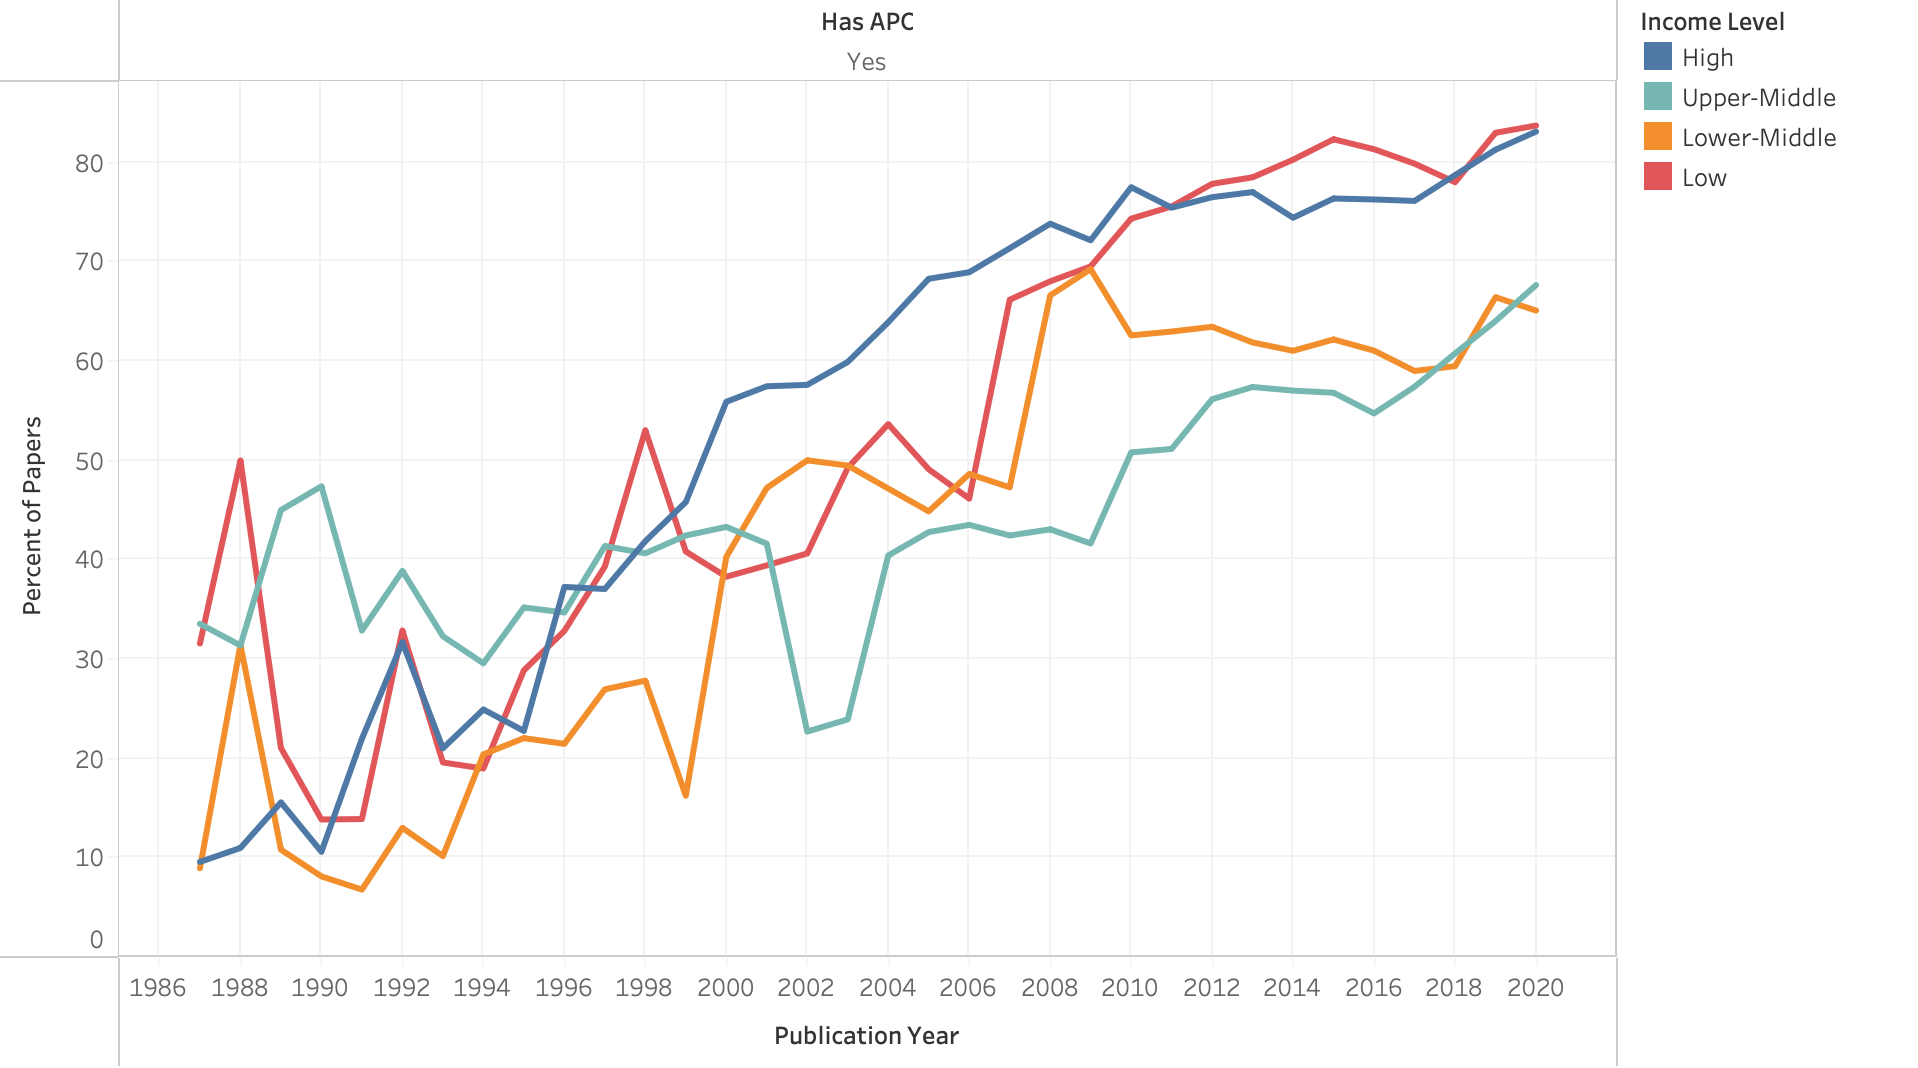 Has APC
Yes
Income Level
High
Upper-Middle
Lower-Middle
Low
Percent of Papers
80
70
60
50
40
30
20
10
0
1986 1988 1990 1992 1994 1996 1998 2000 2002 2004 2006 2008 2010 2012 2014 2016 2018 2020
Publication Year